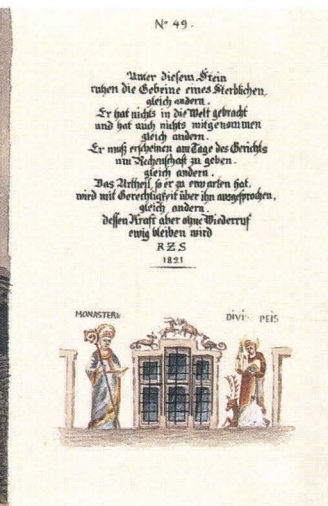 Nº 49.
Unter diesem Stein
ruhen die Gebeine eines Sterblichen,
gleich andern.
Er hat nichts in die Welt gebracht
und hat auch nichts mitgenommen
gleich andern.
Er muß erscheinen am Tage des Gerichts
um Rechenschaft zu geben.
gleich andern.
Das Urtheil, so er zu erwarten hat.
wird mit Gerechtigkeit über ihn ausgesprochen,
gleich andern.
dessen Kraft aber ohne Wiederruf
ewig bleiben wird
RZS
1821
MONASTERI DIVI PEIS